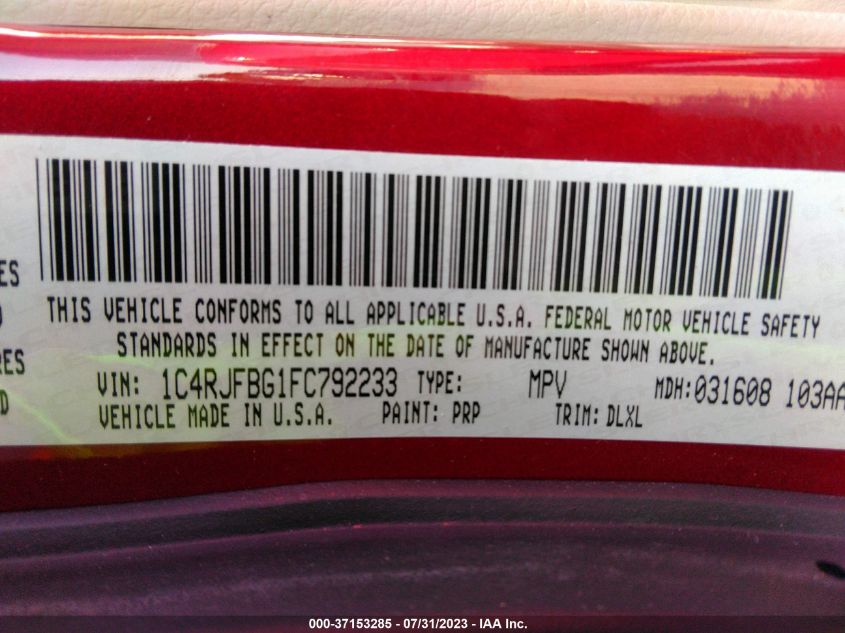 ES
THIS VEHICLE CONFORMS TO ALL APPLICABLE U.S.A. FEDERAL MOTOR VEHICLE SAFETY
STANDARDS IN EFFECT ON THE DATE OF MANUFACTURE SHOWN ABOVE.
RES
VIN: 1C4RJFBG1FC792233 TYPE: MPV MDH:031608 103AA
D
VEHICLE MADE IN U.S.A. PAINT: PRP TRIM: DLXL
000-37153285 - 07/31/2023 - IAA Inc.